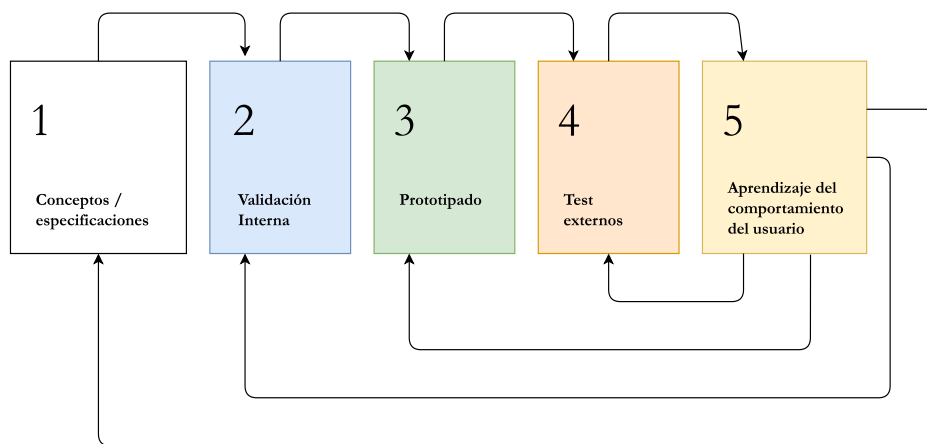 1
Conceptos /
especificaciones
2
Validación
Interna
3
Prototipado
4
Test
externos
5
Aprendizaje del
comportamiento
del usuario